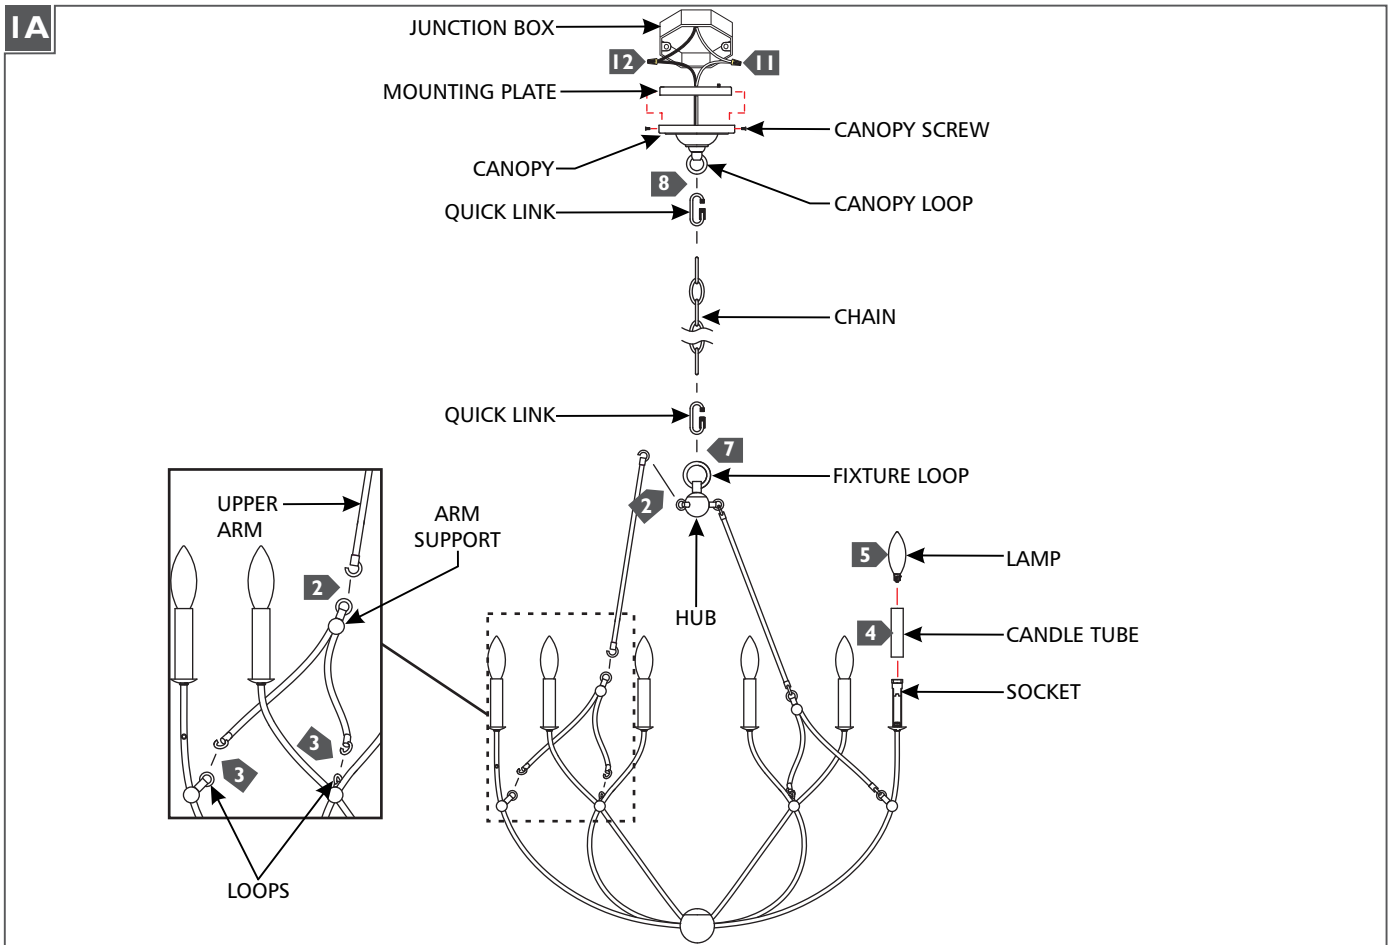 1A
JUNCTION BOX
12
11
MOUNTING PLATE
CANOPY SCREW
CANOPY
8
CANOPY LOOP
QUICK LINK
CHAIN
QUICK LINK
7
FIXTURE LOOP
2
UPPER
ARM
ARM
SUPPORT
5
LAMP
2
HUB
4
CANDLE TUBE
SOCKET
3
3
LOOPS